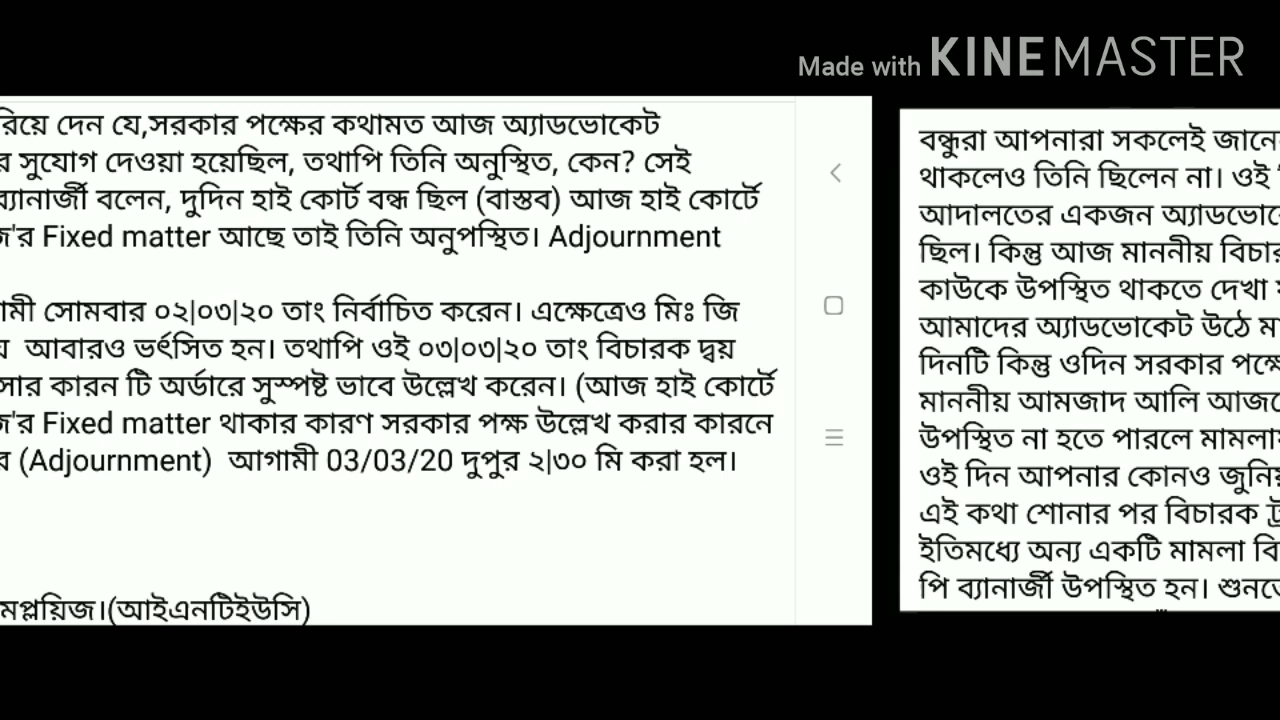 Made with KINEMASTER
রিয়ে দেন যে,সরকার পক্ষের কথামত আজ অ্যাডভোকেট
র সুযোগ দেওয়া হয়েছিল, তথাপি তিনি অনুস্থিত, কেন? সেই
ব্যানার্জী বলেন, দুদিন হাই কোর্ট বন্ধ ছিল (বাস্তব) আজ হাই কোর্টে
জ'র Fixed matter আছে তাই তিনি অনুপস্থিত। Adjournment
ামী সোমবার ০২|০৩|২০ তাং নির্বাচিত করেন। এক্ষেত্রেও মিঃ জি
য় আবারও ভর্ৎসিত হন। তথাপি ওই ০৩|০৩|২০ তাং বিচারক দ্বয়
সার কারন টি অর্ডারে সুস্পষ্ট ভাবে উল্লেখ করেন। (আজ হাই কোর্টে
জ'র Fixed matter থাকার কারণ সরকার পক্ষ উল্লেখ করার কারনে
র (Adjournment) আগামী 03/03/20 দুপুর ২|৩০ মি করা হল।
মপ্লয়িজ।(আইএনটিইউসি)
বন্ধুরা আপনারা সকলেই জানে
থাকলেও তিনি ছিলেন না। ওই
আদালতের একজন অ্যাডভোকে
ছিল। কিন্তু আজ মাননীয় বিচার
কাউকে উপস্থিত থাকতে দেখা
আমাদের অ্যাডভোকেট উঠে মা
দিনটি কিন্তু ওদিন সরকার পক্ষে
মাননীয় আমজাদ আলি আজকে
উপস্থিত না হতে পারলে মামলা
ওই দিন আপনার কোনও জুনিয়
এই কথা শোনার পর বিচারক ট্র
ইতিমধ্যে অন্য একটি মামলা বি
পি ব্যানার্জী উপস্থিত হন। শুনতে